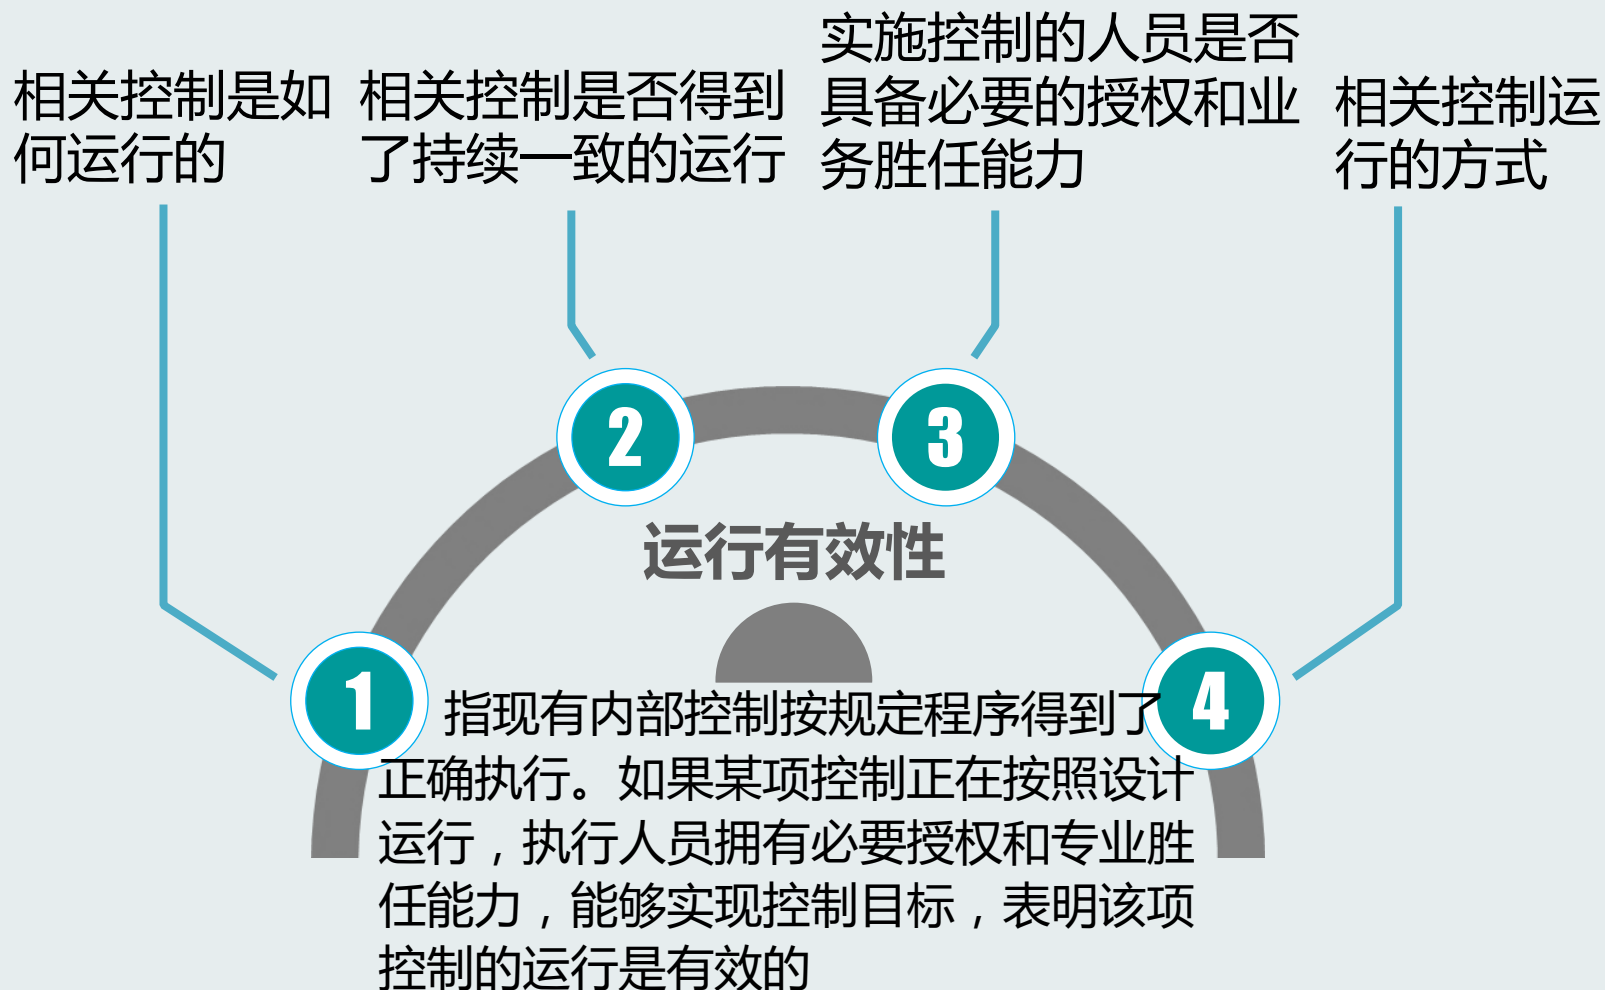 相关控制是如
何运行的
相关控制是否得到
了持续一致的运行
实施控制的人员是否
具备必要的授权和业
务胜任能力
相关控制运
行的方式
2
3
运行有效性
1
4
指现有内部控制按规定程序得到了
正确执行。如果某项控制正在按照设计
运行，执行人员拥有必要授权和专业胜
任能力，能够实现控制目标，表明该项
控制的运行是有效的